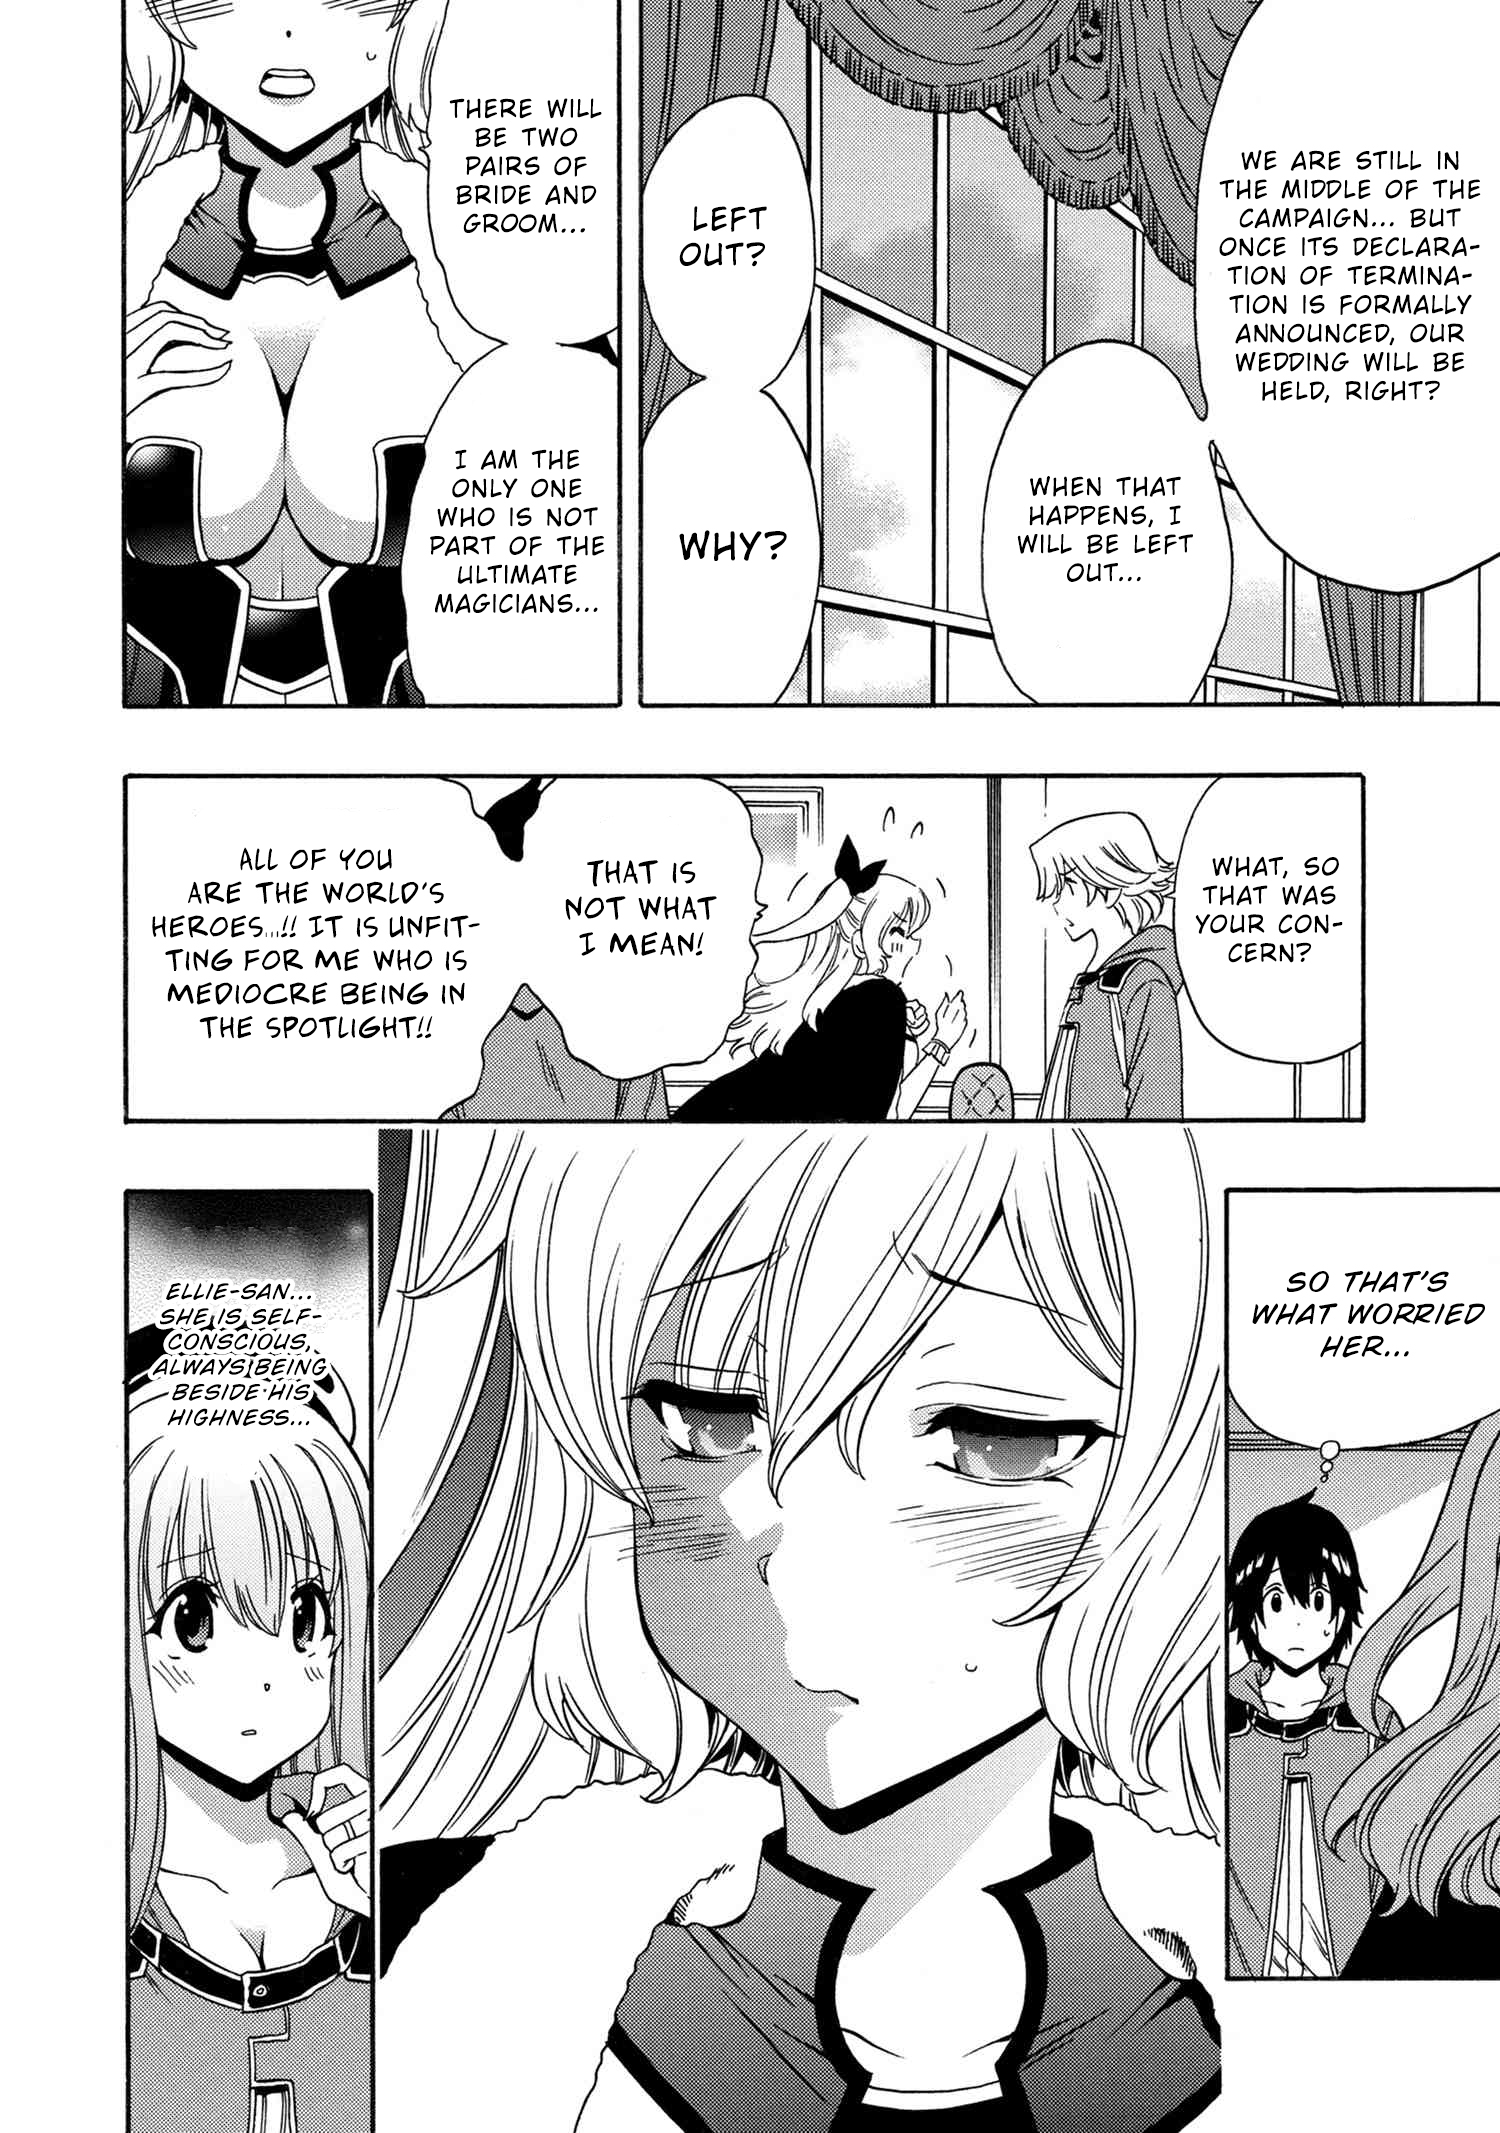 WE ARE STILL IN
THE MIDDLE OF THE
CAMPAIGN... BUT
ONCE ITS DECLARA-
TION OF TERMINA-
TION IS FORMALLY
ANNOUNCED, OUR
WEDDING WILL BE
HELD, RIGHT?
WHEN THAT
HAPPENS, I
WILL BE LEFT
OUT...
LEFT
OUT?
WHY?
THERE WILL
BE TWO
PAIRS OF
BRIDE AND
GROOM...
I AM THE
ONLY ONE
WHO IS NOT
PART OF THE
ULTIMATE
MAGICIANS...
WHAT, SO
THAT WAS
YOUR CON-
CERN?
THAT IS
NOT WHAT
I MEAN!
ALL OF YOU
ARE THE WORLD'S
HEROES...!! IT IS UNFIT-
TING FOR ME WHO IS
MEDIOCRE BEING IN
THE SPOTLIGHT!!
SO THAT'S
WHAT WORRIED
HER...
ELLIE-SAN...
SHE IS SELF-
CONSCIOUS,
ALWAYS BEING
BESIDE HIS
HIGHNESS...